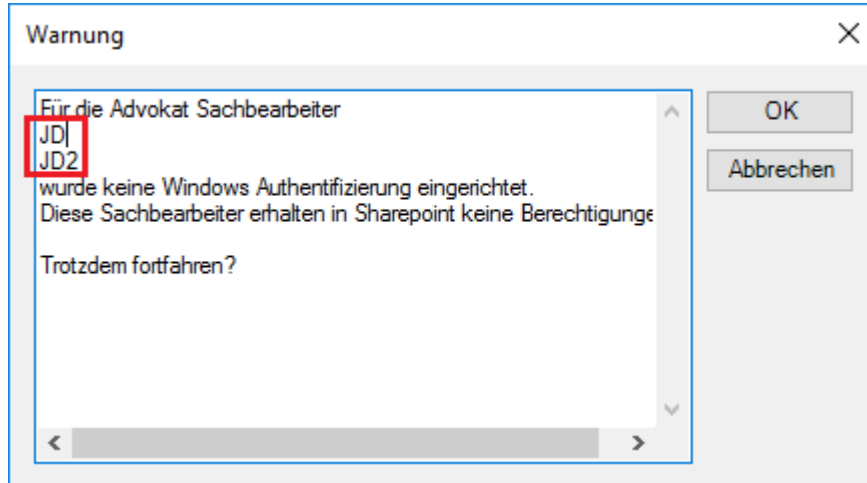 Warnung
Für die Advokat Sachbearbeiter
JD
JD2
wurde keine Windows Authentifizierung eingerichtet.
Diese Sachbearbeiter erhalten in Sharepoint keine Berechtigunge
Trotzdem fortfahren?
OK
Abbrechen